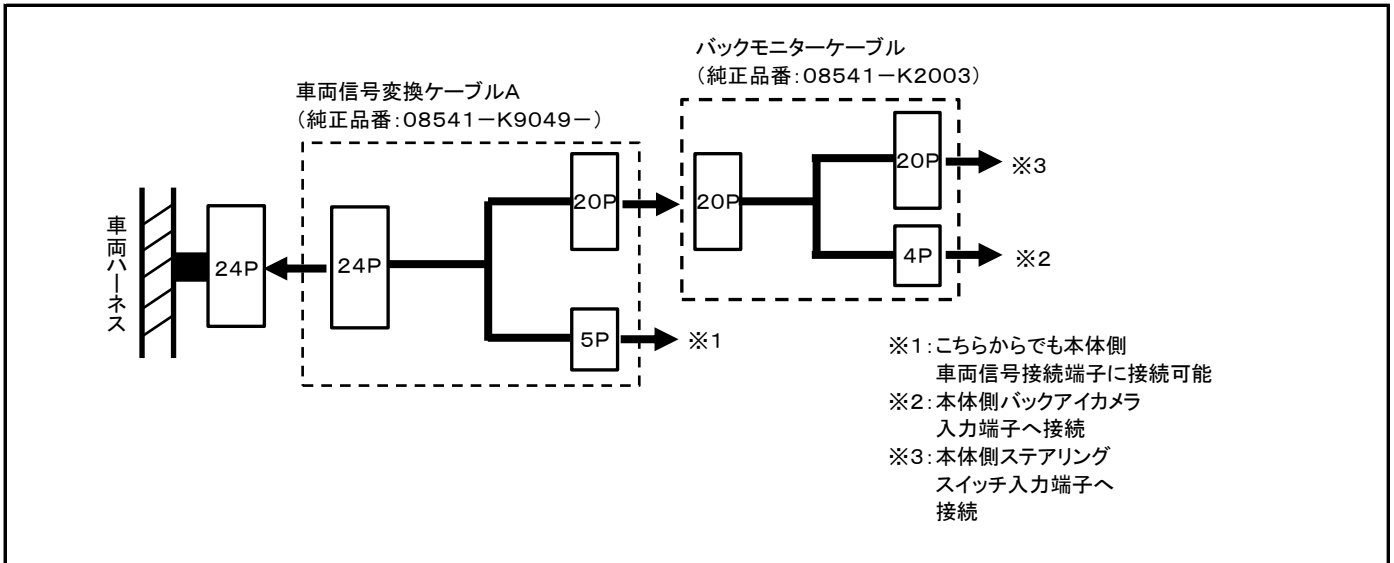 バックモニターケーブル
（純正品番：08541－K2003）
車両信号変換ケーブルA
（純正品番：08541－K9049－）
車両ハーネス
24P
24P
20P
5P
※1
20P
20P
※3
4P
※2
※1：こちらからでも本体側
車両信号接続端子に接続可能
※2：本体側バックアイカメラ
入力端子へ接続
※3：本体側ステアリング
スイッチ入力端子へ
接続